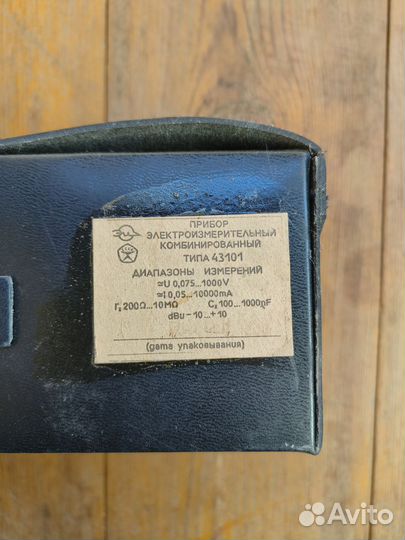 ПРИБОР
ЭЛЕКТРОИЗМЕРИТЕЛЬНЫЙ
КОМБИНИРОВАННЫЙ
ТИПА 43101
ДИАПАЗОНЫ ИЗМЕРЕНИЙ
≂U 0,075...1000V
≂I 0,05...10000mA
r, 200Ω...10MΩ C, 100...1000pF
dBu -10...+10
(дата упаковывания)
Avito